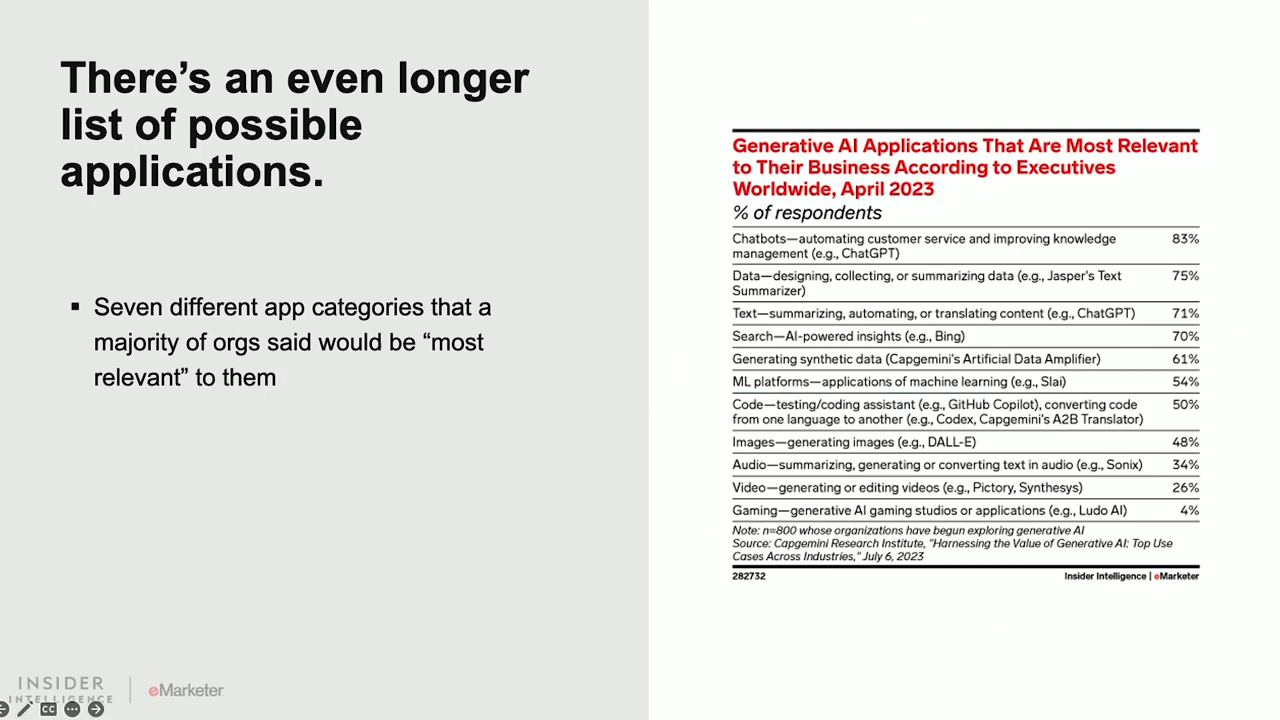 There’s an even longer
list of possible
applications.
▪ Seven different app categories that a
majority of orgs said would be “most
relevant” to them
Generative AI Applications That Are Most Relevant
to Their Business According to Executives
Worldwide, April 2023
% of respondents
Chatbots—automating customer service and improving knowledge 83%
management (e.g., ChatGPT)
Data—designing, collecting, or summarizing data (e.g., Jasper's Text 75%
Summarizer)
Text—summarizing, automating, or translating content (e.g., ChatGPT) 71%
Search—AI-powered insights (e.g., Bing) 70%
Generating synthetic data (Capgemini's Artificial Data Amplifier) 61%
ML platforms—applications of machine learning (e.g., Slai) 54%
Code—testing/coding assistant (e.g., GitHub Copilot), converting code 50%
from one language to another (e.g., Codex, Capgemini's A2B Translator)
Images—generating images (e.g., DALL-E) 48%
Audio—summarizing, generating or converting text in audio (e.g., Sonix) 34%
Video—generating or editing videos (e.g., Pictory, Synthesys) 26%
Gaming—generative AI gaming studios or applications (e.g., Ludo AI) 4%
Note: n=800 whose organizations have begun exploring generative AI
Source: Capgemini Research Institute, "Harnessing the Value of Generative AI: Top Use
Cases Across Industries," July 6, 2023
282732 Insider Intelligence | eMarketer
INSIDER
INTELLIGENCE | eMarketer
CC